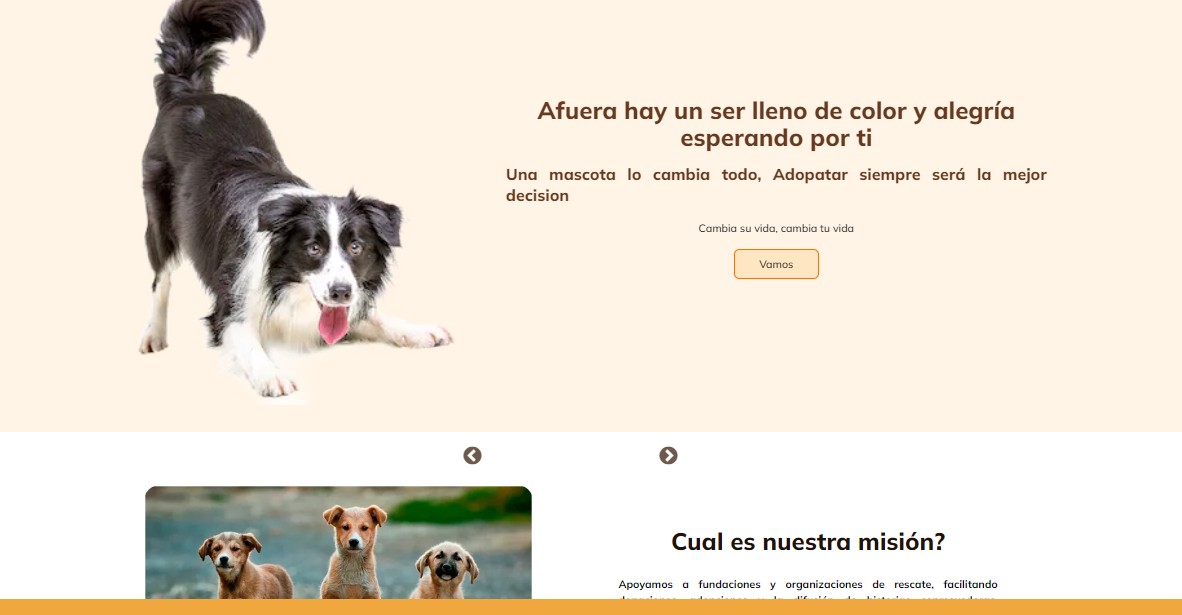 Afuera hay un ser lleno de color y alegría
esperando por ti
Una mascota lo cambia todo, Adopatar siempre será la mejor
decision
Cambia su vida, cambia tu vida
Vamos
Cual es nuestra misión?
Apoyamos a fundaciones y organizaciones de rescate, facilitando